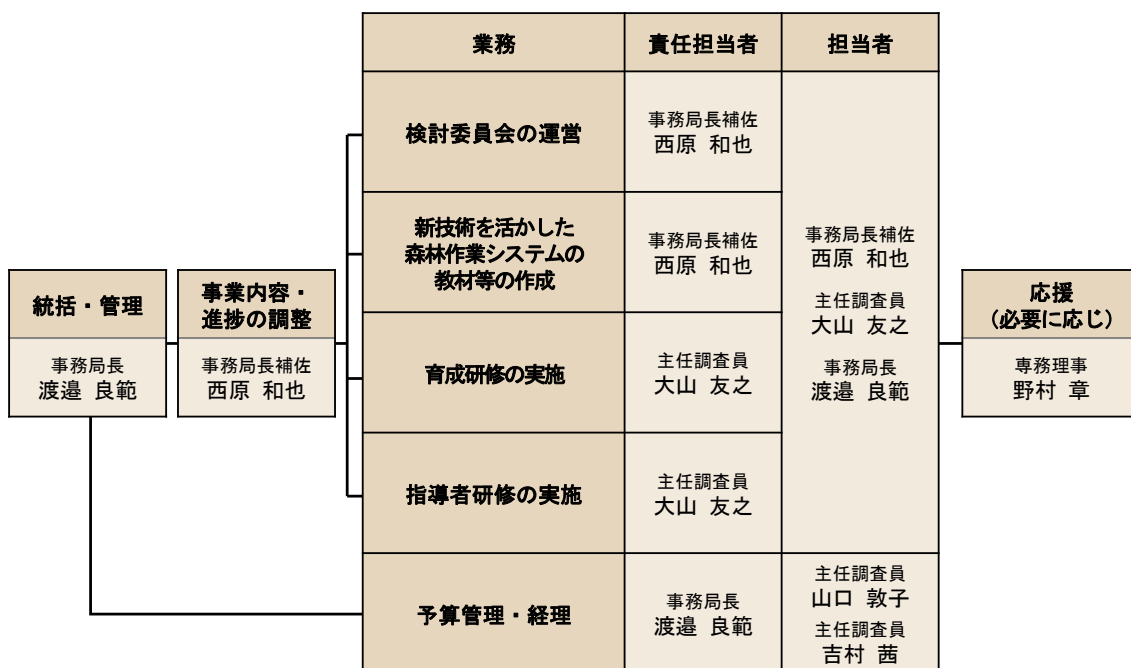 業務
責任担当者
担当者
検討委員会の運営
事務局長補佐
西原 和也
新技術を活かした
森林作業システムの
教材等の作成
事務局長補佐
西原 和也
育成研修の実施
主任調査員
大山 友之
指導者研修の実施
主任調査員
大山 友之
事務局長補佐
西原 和也
主任調査員
大山 友之
事務局長
渡邉 良範
予算管理・経理
事務局長
渡邉 良範
主任調査員
山口 敦子
主任調査員
吉村 茜
統括・管理
事務局長
渡邉 良範
事業内容・
進捗の調整
事務局長補佐
西原 和也
応援
（必要に応じ）
専務理事
野村 章